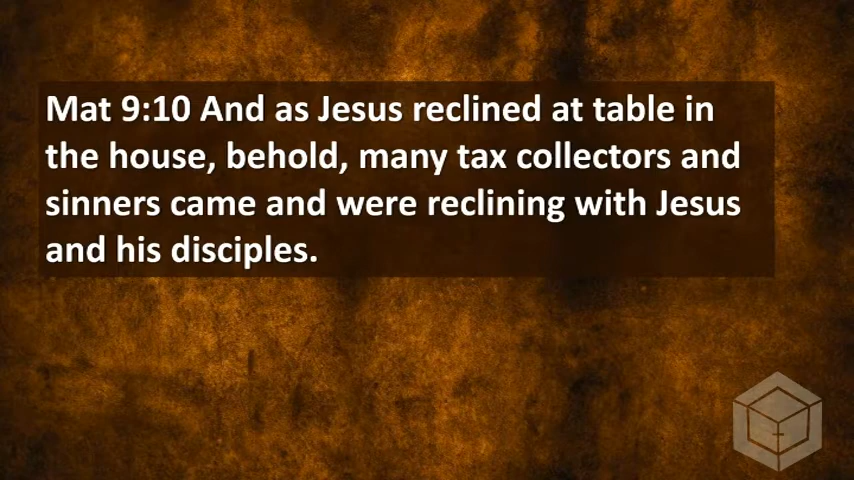 Mat 9:10 And as Jesus reclined at table in
the house, behold, many tax collectors and
sinners came and were reclining with Jesus
and his disciples.